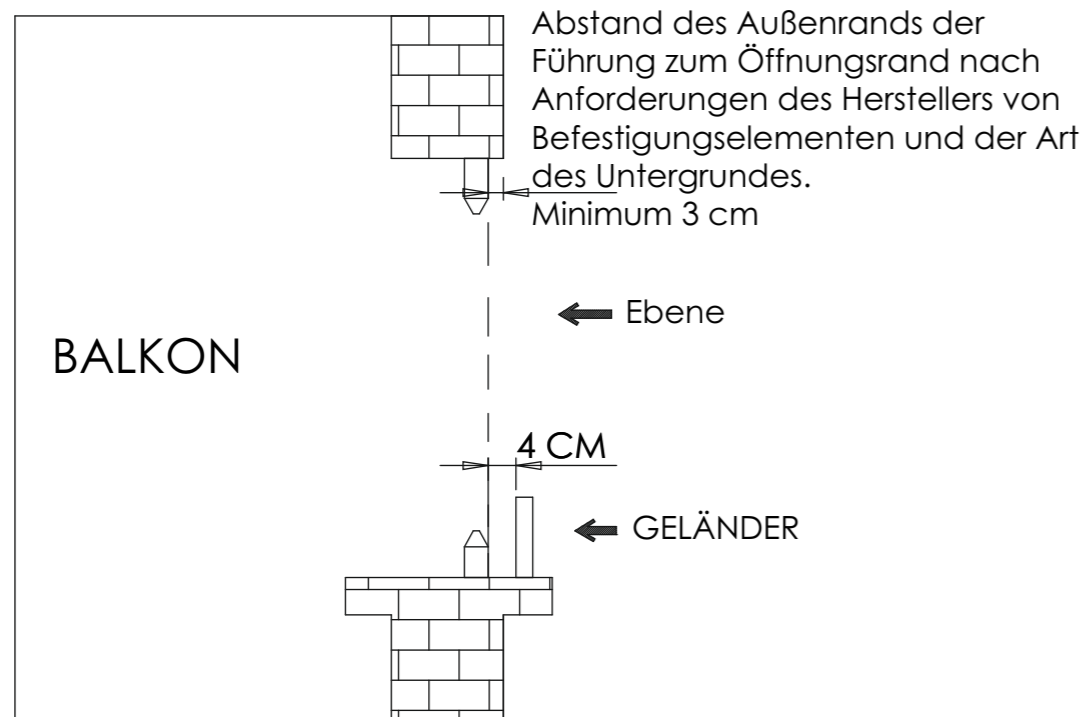 Abstand des Außenrands der
Führung zum Öffnungsrand nach
Anforderungen des Herstellers von
Befestigungselementen und der Art
des Untergrundes.
Minimum 3 cm
Ebene
BALKON
4 CM
GELÄNDER